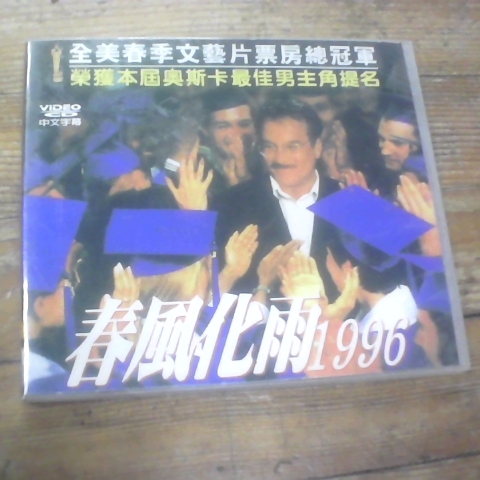 全美春季文藝片票房總冠軍
榮獲本屆奧斯卡最佳男主角提名
VIDEO
CD
中文字幕
春風化雨1996